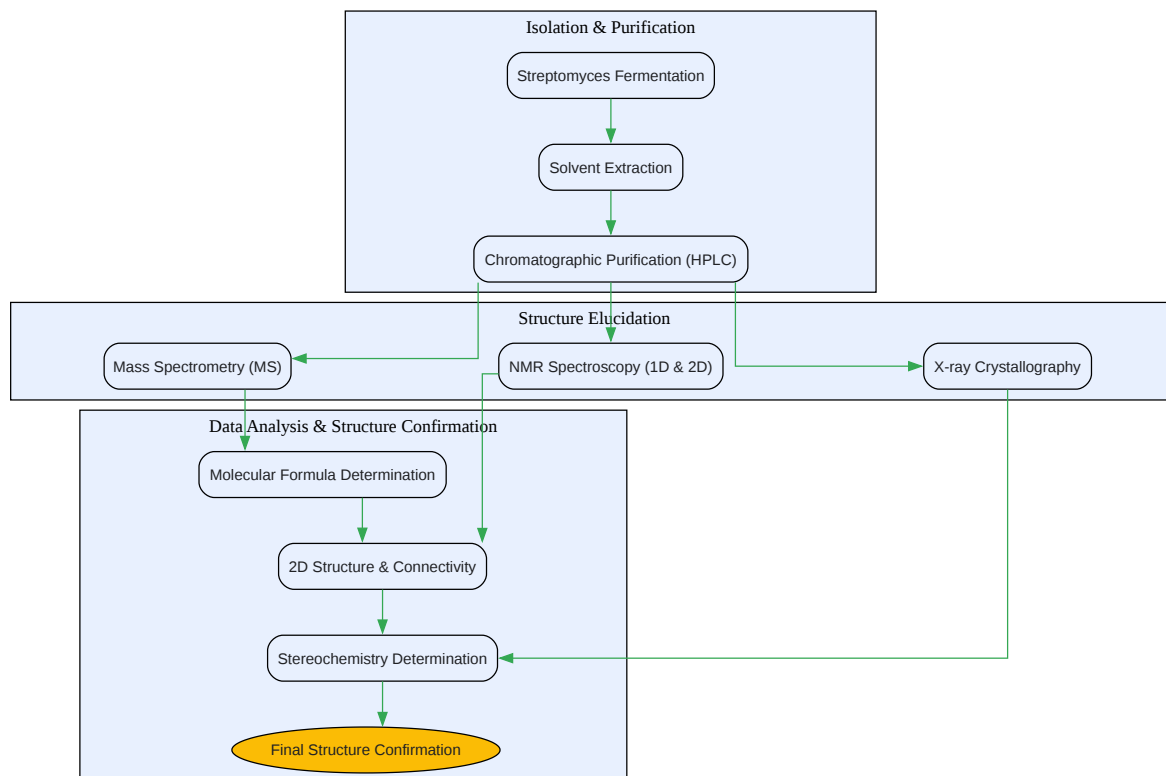 Isolation & Purification
Streptomyces Fermentation
Solvent Extraction
Chromatographic Purification (HPLC)
Structure Elucidation
Mass Spectrometry (MS)
NMR Spectroscopy (1D & 2D)
X-ray Crystallography
Data Analysis & Structure Confirmation
Molecular Formula Determination
2D Structure & Connectivity
Stereochemistry Determination
Final Structure Confirmation